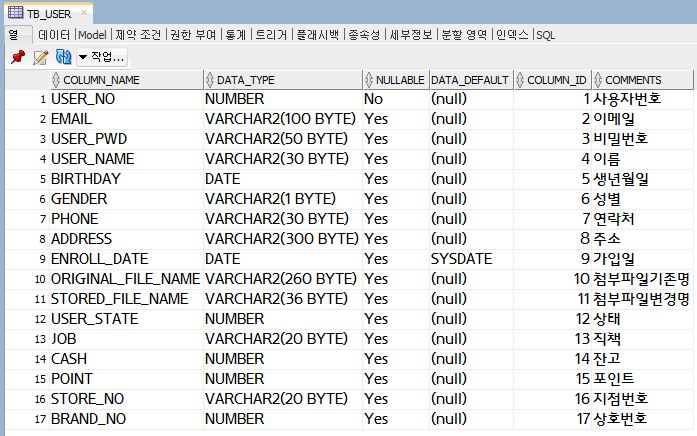 TB_USER
열 데이터 Model 제약 조건 권한 부여 통계 트리거 플래시백 종속성 세부정보 분할 영역 인덱스 SQL
작업...
COLUMN_NAME DATA_TYPE NULLABLE DATA_DEFAULT COLUMN_ID COMMENTS
1 USER_NO NUMBER No (null) 1 사용자번호
2 EMAIL VARCHAR2(100 BYTE) Yes (null) 2 이메일
3 USER_PWD VARCHAR2(50 BYTE) Yes (null) 3 비밀번호
4 USER_NAME VARCHAR2(30 BYTE) Yes (null) 4 이름
5 BIRTHDAY DATE Yes (null) 5 생년월일
6 GENDER VARCHAR2(1 BYTE) Yes (null) 6 성별
7 PHONE VARCHAR2(30 BYTE) Yes (null) 7 연락처
8 ADDRESS VARCHAR2(300 BYTE) Yes (null) 8 주소
9 ENROLL_DATE DATE Yes SYSDATE 9 가입일
10 ORIGINAL_FILE_NAME VARCHAR2(260 BYTE) Yes (null) 10 첨부파일기존명
11 STORED_FILE_NAME VARCHAR2(36 BYTE) Yes (null) 11 첨부파일변경명
12 USER_STATE NUMBER Yes (null) 12 상태
13 JOB VARCHAR2(20 BYTE) Yes (null) 13 직책
14 CASH NUMBER Yes (null) 14 잔고
15 POINT NUMBER Yes (null) 15 포인트
16 STORE_NO VARCHAR2(20 BYTE) Yes (null) 16 지점번호
17 BRAND_NO NUMBER Yes (null) 17 상호번호